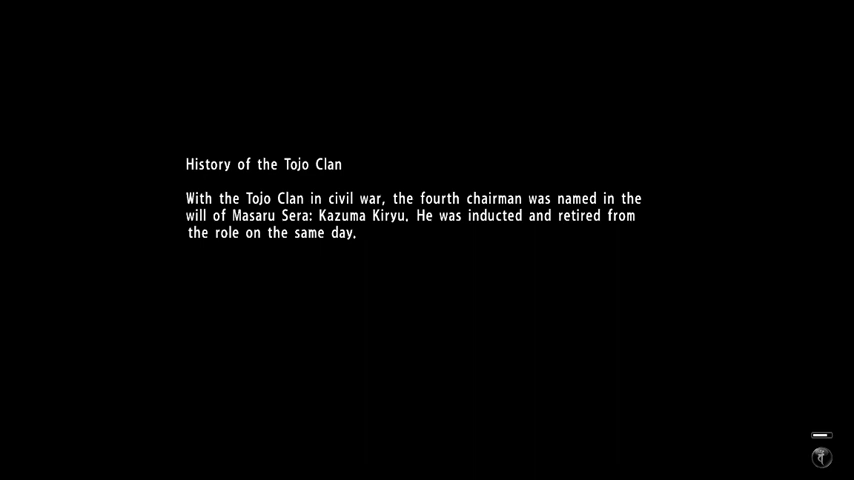 History of the Tojo Clan
With the Tojo Clan in civil war, the fourth chairman was named in the
will of Masaru Sera: Kazuma Kiryu. He was inducted and retired from
the role on the same day.